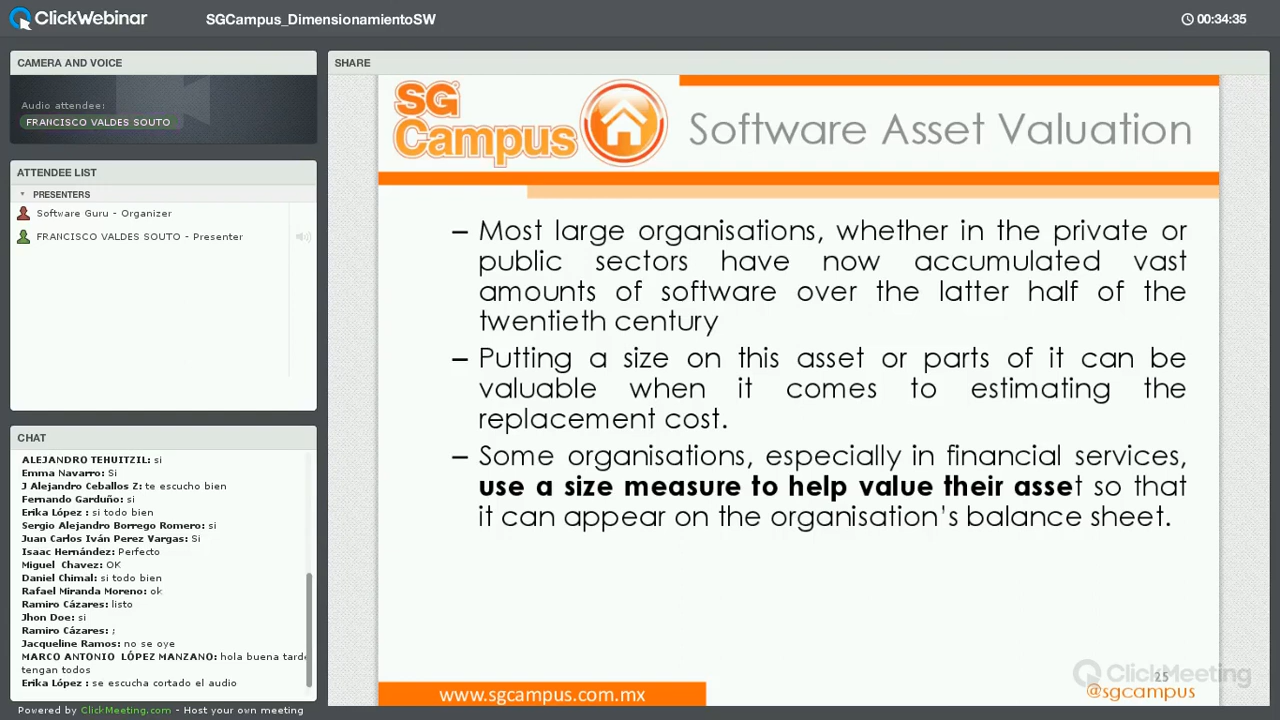 ClickWebinar
SGCampus_DimensionamientoSW
00:34:35
CAMERA AND VOICE
Audio attendee:
FRANCISCO VALDES SOUTO
ATTENDEE LIST
PRESENTERS
Software Guru - Organizer
FRANCISCO VALDES SOUTO - Presenter
CHAT
ALEJANDRO TEHUITZIL: si
Emma Navarro: Si
J Alejandro Ceballos Z: te escucho bien
Fernando Garduño: si
Erika López : si todo bien
Sergio Alejandro Borrego Romero: si
Juan Carlos Iván Perez Vargas: Si
Isaac Hernández: Perfecto
Miguel Chavez: OK
Daniel Chimal: si todo bien
Rafael Miranda Moreno: ok
Ramiro Cázares: listo
Jhon Doe: si
Ramiro Cázares: ;
Jacqueline Ramos: no se oye
MARCO ANTONIO LÓPEZ MANZANO: hola buena tarde
tengan todos
Erika López : se escucha cortado el audio
Powered by ClickMeeting.com - Host your own meeting
SHARE
SG
Campus
Software Asset Valuation
– Most large organisations, whether in the private or
public sectors have now accumulated vast
amounts of software over the latter half of the
twentieth century
– Putting a size on this asset or parts of it can be
valuable when it comes to estimating the
replacement cost.
– Some organisations, especially in financial services,
use a size measure to help value their asset so that
it can appear on the organisation's balance sheet.
www.sgcampus.com.mx
ClickMeeting
25
@sgcampus